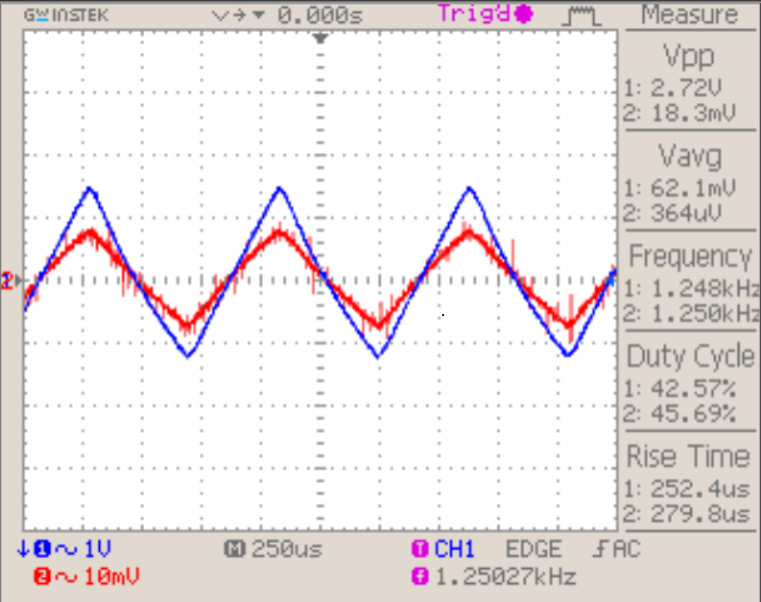 GW INSTEK 0.000s Trig'd Measure
Vpp
1: 2.72V
2: 18.3mV
Vavg
1: 62.1mV
2: 364uV
Frequency
1: 1.248kHz
2: 1.250kHz
Duty Cycle
1: 42.57%
2: 45.69%
Rise Time
1: 252.4us
2: 279.8us
1 1V M 250us T CH1 EDGE AC
2 10mV f 1.25027kHz